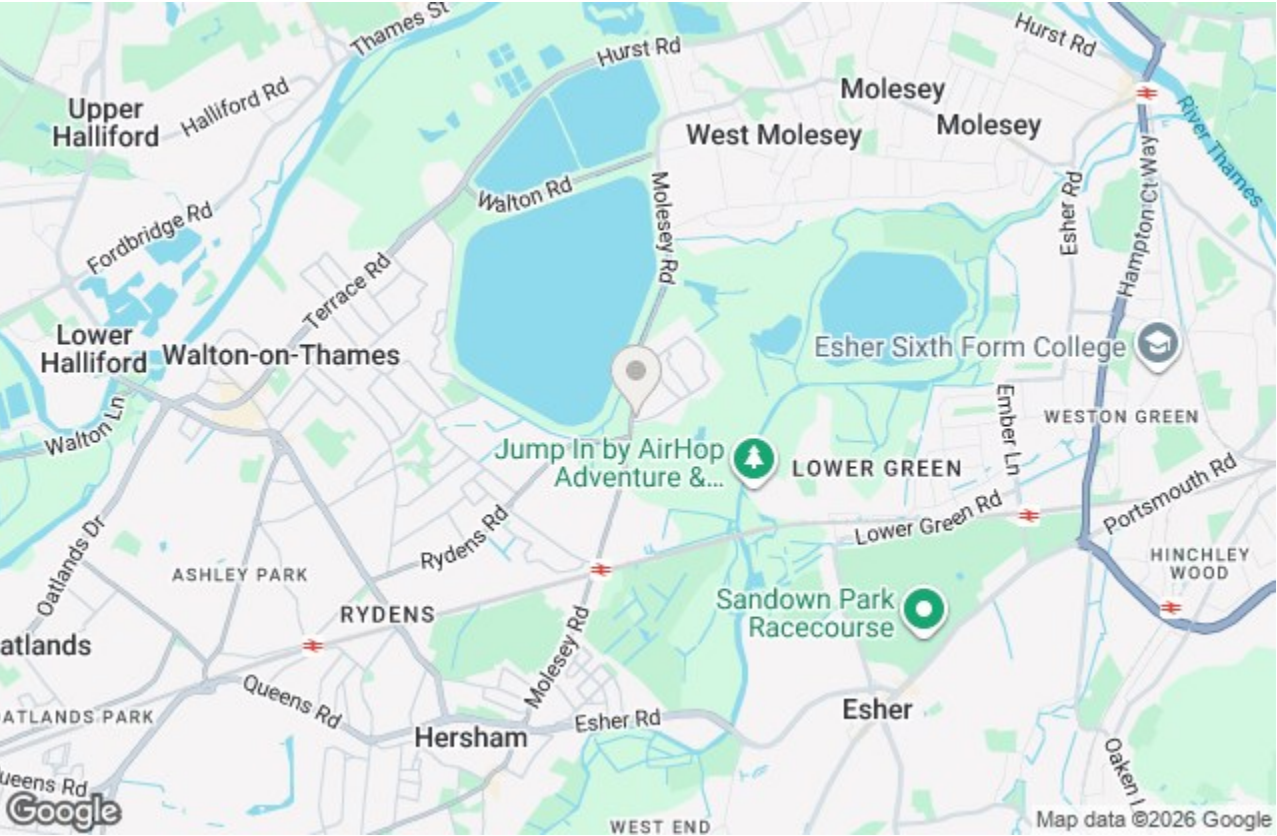 Thames St
Hurst Rd
Hurst Rd
Upper
Halliford
Halliford Rd
Molesey
West Molesey
Molesey
River Thames
Walton Rd
Molesey Rd
Esher Rd
Hampton Ct Way
Fordbridge Rd
Terrace Rd
Lower
Halliford
Walton-on-Thames
Esher Sixth Form College
Walton Ln
Ember Ln
WESTON GREEN
Jump In by AirHop
Adventure &...
LOWER GREEN
Portsmouth Rd
Lower Green Rd
Rydens Rd
Oatlands Dr
ASHLEY PARK
HINCHLEY
WOOD
RYDENS
Sandown Park
Racecourse
atlands
Molesey Rd
Queens Rd
ATLANDS PARK
Esher Rd
Esher
Hersham
Oaken L
ueens Rd
Google
WEST END
Map data ©2026 Google